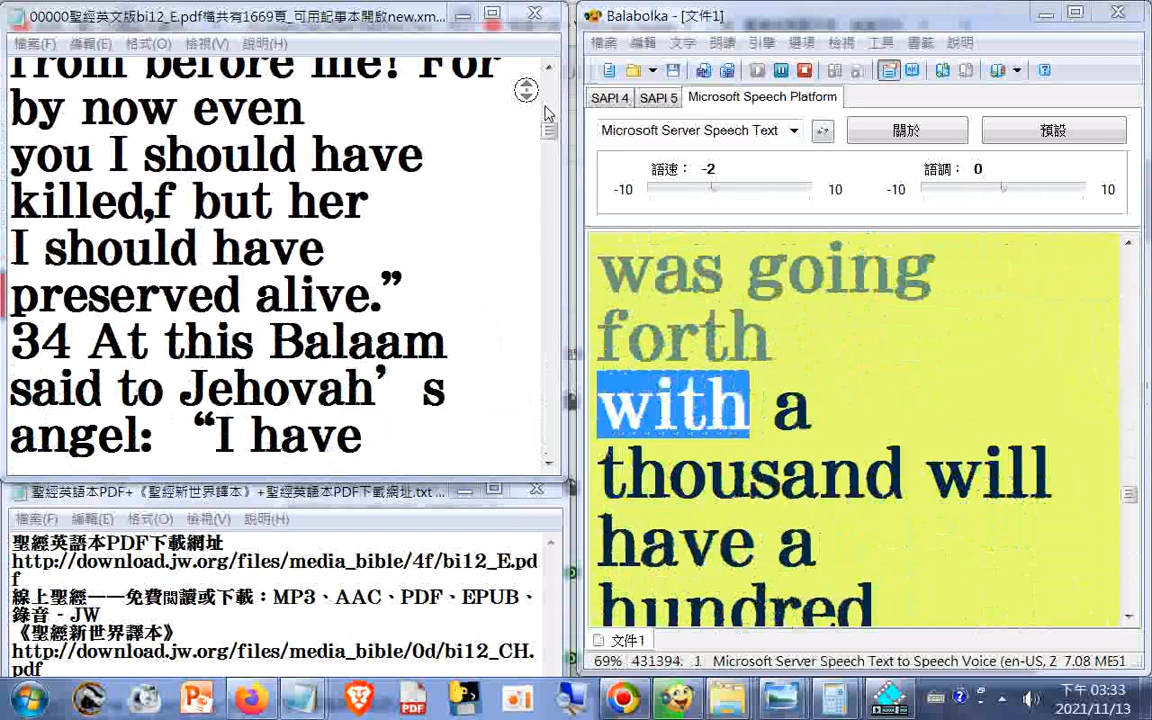 00000聖經英文版bi12_E.pdf檔共有1669頁_可用記事本開啟new.xm...
檔案(F) 編輯(E) 格式(O) 檢視(V) 說明(H)
from before me! For
by now even
you I should have
killed,f but her
I should have
preserved alive.”
34 At this Balaam
said to Jehovah’s
angel: “I have
聖經英語本PDF+《聖經新世界譯本》+聖經英語本PDF下載網址.txt ...
檔案(F) 編輯(E) 格式(O) 檢視(V) 說明(H)
聖經英語本PDF下載網址
http://download.jw.org/files/media_bible/4f/bi12_E.pd
f
線上聖經——免費閱讀或下載：MP3、AAC、PDF、EPUB、
錄音 - JW
《聖經新世界譯本》
http://download.jw.org/files/media_bible/0d/bi12_CH.
pdf
Balabolka - [文件1]
檔案 編輯 文字 朗讀 引擎 選項 檢視 工具 書籤 說明
SAPI 4 SAPI 5 Microsoft Speech Platform
Microsoft Server Speech Text 關於 預設
語速： -2 語調： 0
-10 10 -10 10
was going
forth
with a
thousand will
have a
hundred
文件1
69% 431394: 1 Microsoft Server Speech Text to Speech Voice (en-US, Z 7.08 ME51
PDF
下午 03:33
2021/11/13